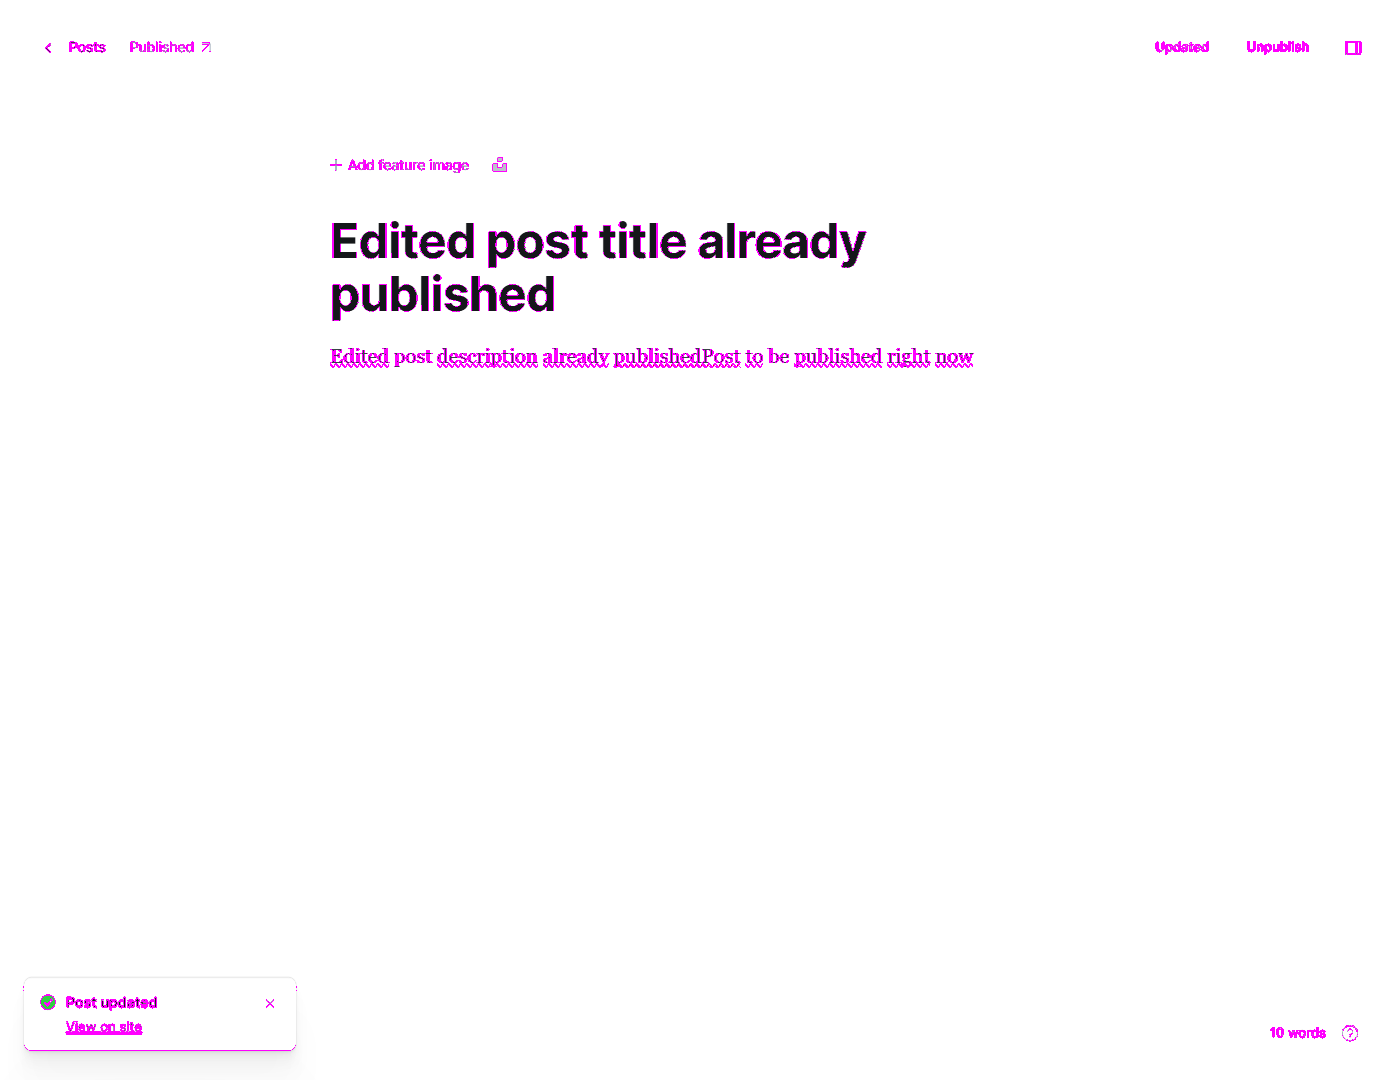 Posts Published
Updated Unpublish
Add feature image
Edited post title already
published
Edited post description already publishedPost to be published right now
Post updated
View on site
10 words